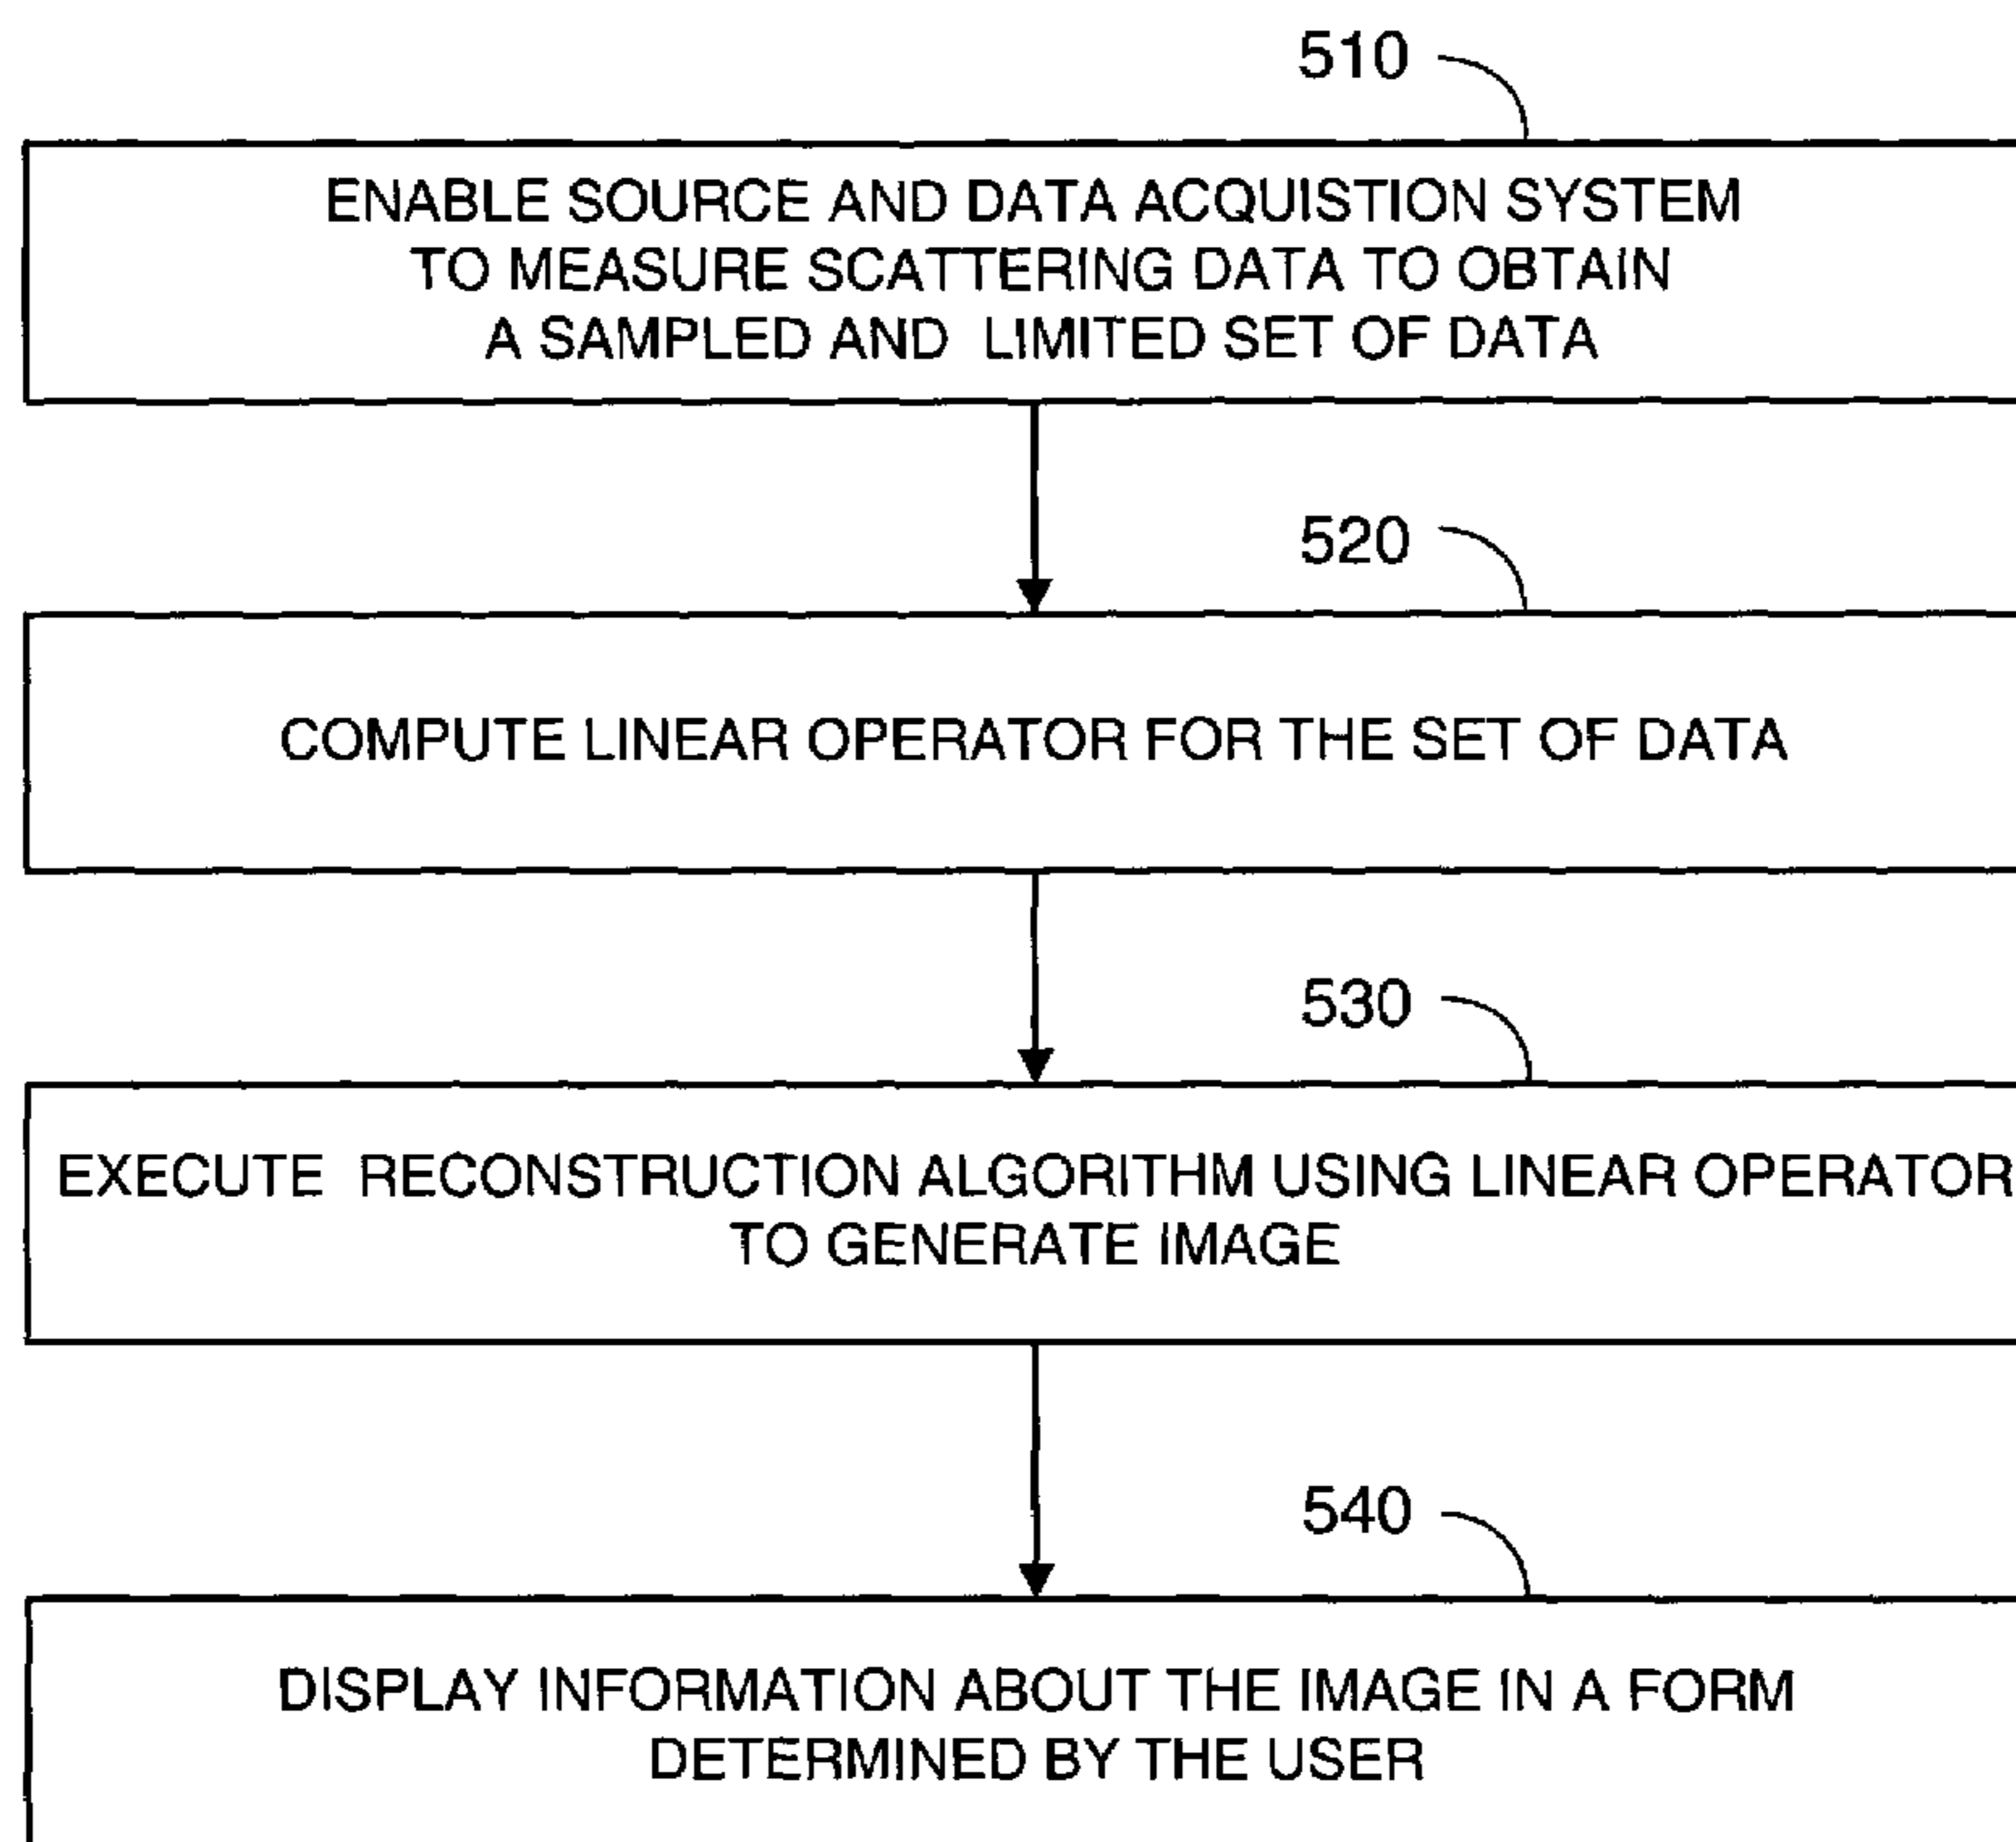 510
ENABLE SOURCE AND DATA ACQUISTION SYSTEM
TO MEASURE SCATTERING DATA TO OBTAIN
A SAMPLED AND LIMITED SET OF DATA
520
COMPUTE LINEAR OPERATOR FOR THE SET OF DATA
530
EXECUTE RECONSTRUCTION ALGORITHM USING LINEAR OPERATOR
TO GENERATE IMAGE
540
DISPLAY INFORMATION ABOUT THE IMAGE IN A FORM
DETERMINED BY THE USER